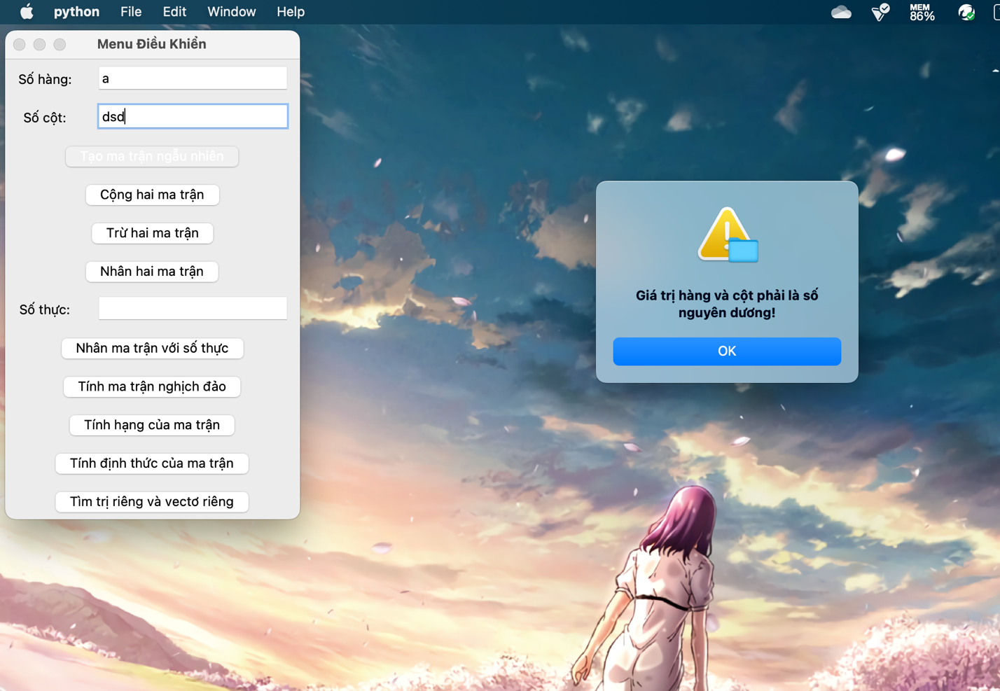 python File Edit Window Help
MEM
86%
Menu Điều Khiển
Số hàng: a
Số cột: dsd
Tạo ma trận ngẫu nhiên
Cộng hai ma trận
Trừ hai ma trận
Nhân hai ma trận
Số thực:
Nhân ma trận với số thực
Tính ma trận nghịch đảo
Tính hạng của ma trận
Tính định thức của ma trận
Tìm trị riêng và vectơ riêng
Giá trị hàng và cột phải là số
nguyên dương!
OK